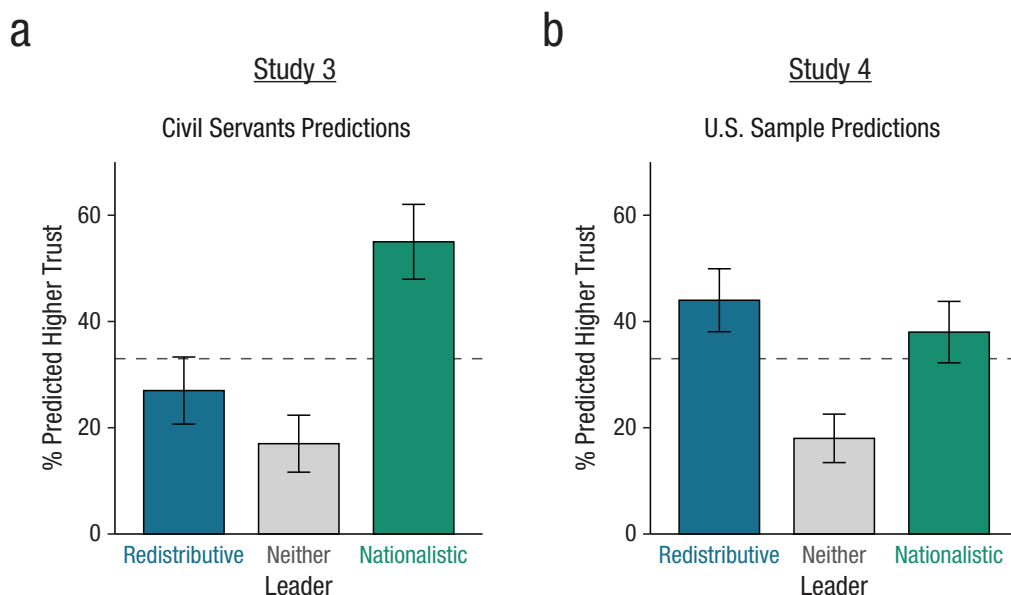 a
Study 3
Civil Servants Predictions
% Predicted Higher Trust
60
40
20
0
Redistributive
Neither
Nationalistic
Leader
b
Study 4
U.S. Sample Predictions
% Predicted Higher Trust
60
40
20
0
Redistributive
Neither
Nationalistic
Leader